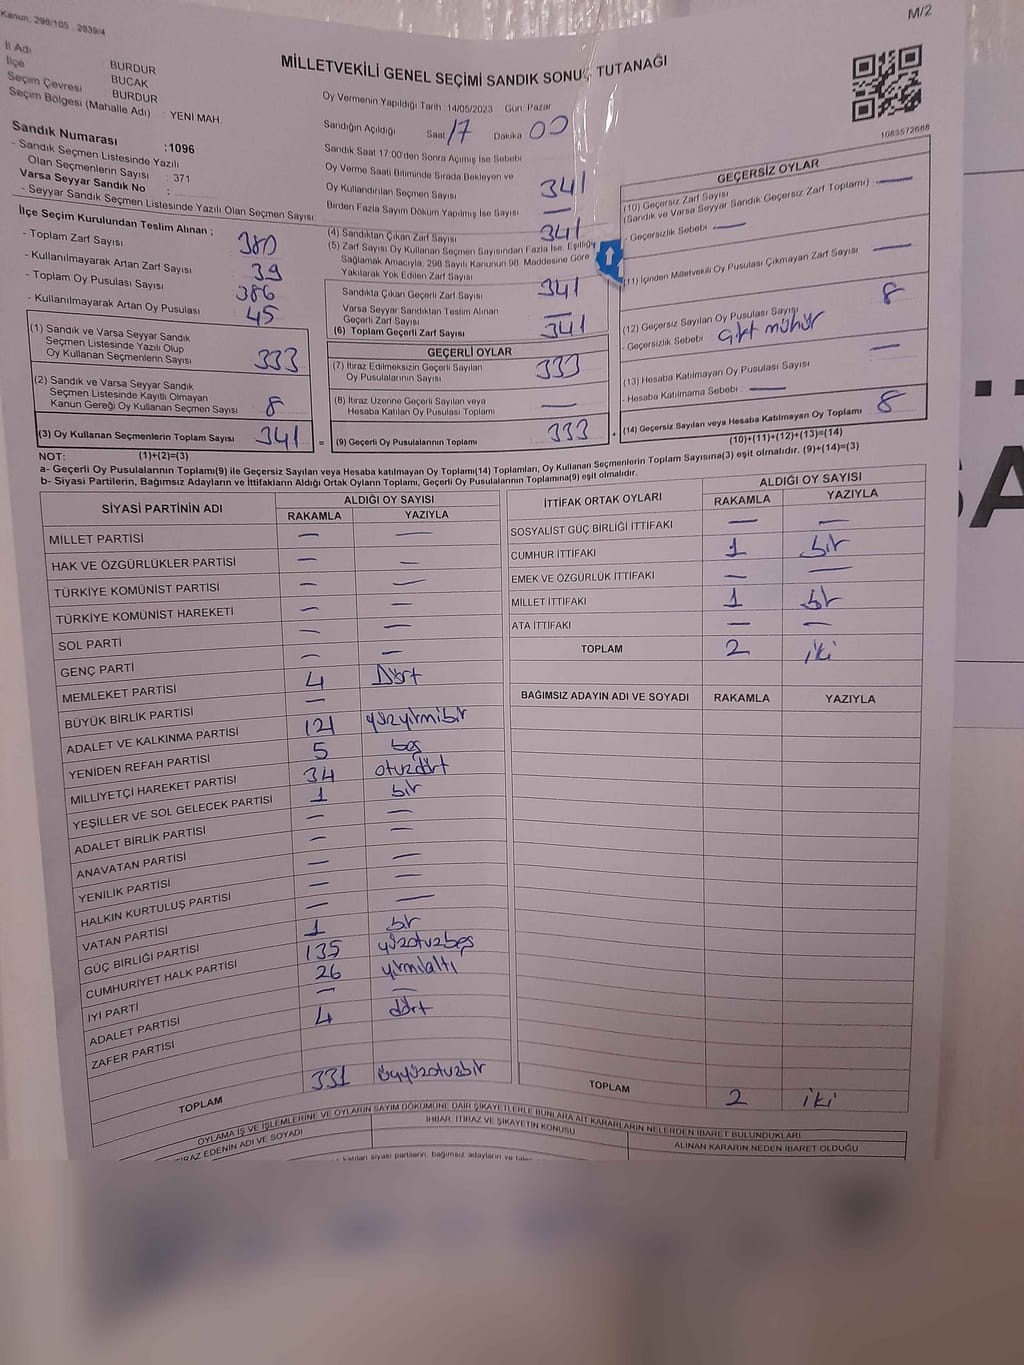 Kanun: 298/105 , 2839/4
M/2
İl Adı : BURDUR
İlçe : BUCAK
Seçim Çevresi : BURDUR
Seçim Bölgesi (Mahalle Adı) : YENİ MAH.
MİLLETVEKİLİ GENEL SEÇİMİ SANDIK SONUÇ TUTANAĞI
1083572688
Sandık Numarası :1096
- Sandık Seçmen Listesinde Yazılı
Olan Seçmenlerin Sayısı : 371
Varsa Seyyar Sandık No :
- Seyyar Sandık Seçmen Listesinde Yazılı Olan Seçmen Sayısı
İlçe Seçim Kurulundan Teslim Alınan :
- Toplam Zarf Sayısı 380
- Kullanılmayarak Artan Zarf Sayısı 39
- Toplam Oy Pusulası Sayısı 386
- Kullanılmayarak Artan Oy Pusulası 45
(1) Sandık ve Varsa Seyyar Sandık
Seçmen Listesinde Yazılı Olup
Oy Kullanan Seçmenlerin Sayısı 333
(2) Sandık ve Varsa Seyyar Sandık
Seçmen Listesinde Kayıtlı Olmayan
Kanun Gereği Oy Kullanan Seçmen Sayısı 8
(3) Oy Kullanan Seçmenlerin Toplam Sayısı 341
(1)+(2)=(3)
Oy Vermenin Yapıldığı Tarih : 14/05/2023 Gün: Pazar
Sandığın Açıldığı Saat 17 Dakika 00
Sandık Saat 17:00'den Sonra Açılmış İse Sebebi
Oy Verme Saati Bitiminde Sırada Bekleyen ve
Oy Kullandırılan Seçmen Sayısı 341
Birden Fazla Sayım Döküm Yapılmış İse Sayısı —
(4) Sandıktan Çıkan Zarf Sayısı 341
(5) Zarf Sayısı Oy Kullanan Seçmen Sayısından Fazla İse, Eşitliği
Sağlamak Amacıyla, 298 Sayılı Kanunun 98. Maddesine Göre
Yakılarak Yok Edilen Zarf Sayısı
Sandıkta Çıkan Geçerli Zarf Sayısı 341
Varsa Seyyar Sandıktan Teslim Alınan
Geçerli Zarf Sayısı —
(6) Toplam Geçerli Zarf Sayısı 341
GEÇERLİ OYLAR
(7) İtiraz Edilmeksizin Geçerli Sayılan
Oy Pusulalarının Sayısı 333
(8) İtiraz Üzerine Geçerli Sayılan veya
Hesaba Katılan Oy Pusulası Toplamı —
= (9) Geçerli Oy Pusulalarının Toplamı : 333
GEÇERSİZ OYLAR
(10) Geçersiz Zarf Sayısı
(Sandık ve Varsa Seyyar Sandık Geçersiz Zarf Toplamı) —
- Geçersizlik Sebebi —
(11) İçinden Milletvekili Oy Pusulası Çıkmayan Zarf Sayısı —
(12) Geçersiz Sayılan Oy Pusulası Sayısı 8
- Geçersizlik Sebebi çift mühür
(13) Hesaba Katılmayan Oy Pusulası Sayısı —
- Hesaba Katılmama Sebebi —
+ (14) Geçersiz Sayılan veya Hesaba Katılmayan Oy Toplamı 8
(10)+(11)+(12)+(13)=(14)
NOT:
a- Geçerli Oy Pusulalarının Toplamı(9) ile Geçersiz Sayılan veya Hesaba katılmayan Oy Toplamı(14) Toplamları, Oy Kullanan Seçmenlerin Toplam Sayısına(3) eşit olmalıdır. (9)+(14)=(3)
b- Siyasi Partilerin, Bağımsız Adayların ve İttifakların Aldığı Ortak Oyların Toplamı, Geçerli Oy Pusulalarının Toplamına(9) eşit olmalıdır.
SİYASİ PARTİNİN ADI ALDIĞI OY SAYISI
RAKAMLA YAZIYLA
MİLLET PARTİSİ — —
HAK VE ÖZGÜRLÜKLER PARTİSİ — —
TÜRKİYE KOMÜNİST PARTİSİ — —
TÜRKİYE KOMÜNİST HAREKETİ — —
SOL PARTİ — —
GENÇ PARTİ — —
MEMLEKET PARTİSİ 4 Dört
BÜYÜK BİRLİK PARTİSİ —
ADALET VE KALKINMA PARTİSİ 121 yüzyirmibir
YENİDEN REFAH PARTİSİ 5 beş
MİLLİYETÇİ HAREKET PARTİSİ 34 otuzdört
YEŞİLLER VE SOL GELECEK PARTİSİ 1 bir
ADALET BİRLİK PARTİSİ — —
ANAVATAN PARTİSİ — —
YENİLİK PARTİSİ — —
HALKIN KURTULUŞ PARTİSİ — —
VATAN PARTİSİ — —
GÜÇ BİRLİĞİ PARTİSİ 1 bir
CUMHURİYET HALK PARTİSİ 135 yüzotuzbeş
İYİ PARTİ 26 yirmialtı
ADALET PARTİSİ — —
ZAFER PARTİSİ 4 dört
TOPLAM 331 üçyüzotuzbir
İTTİFAK ORTAK OYLARI ALDIĞI OY SAYISI
RAKAMLA YAZIYLA
SOSYALİST GÜÇ BİRLİĞİ İTTİFAKI — —
CUMHUR İTTİFAKI 1 bir
EMEK VE ÖZGÜRLÜK İTTİFAKI — —
MİLLET İTTİFAKI 1 bir
ATA İTTİFAKI — —
TOPLAM 2 iki
BAĞIMSIZ ADAYIN ADI VE SOYADI RAKAMLA YAZIYLA
TOPLAM 2 iki
OYLAMA İŞ VE İŞLEMLERİNE VE OYLARIN SAYIM DÖKÜMÜNE DAİR ŞİKAYETLERLE BUNLARA AİT KARARLARIN NELERDEN İBARET BULUNDUKLARI
İTİRAZ EDENİN ADI VE SOYADI İHBAR, İTİRAZ VE ŞİKAYETİN KONUSU ALINAN KARARIN NEDEN İBARET OLDUĞU
katılan siyasi partilerin, bağımsız adayların ve